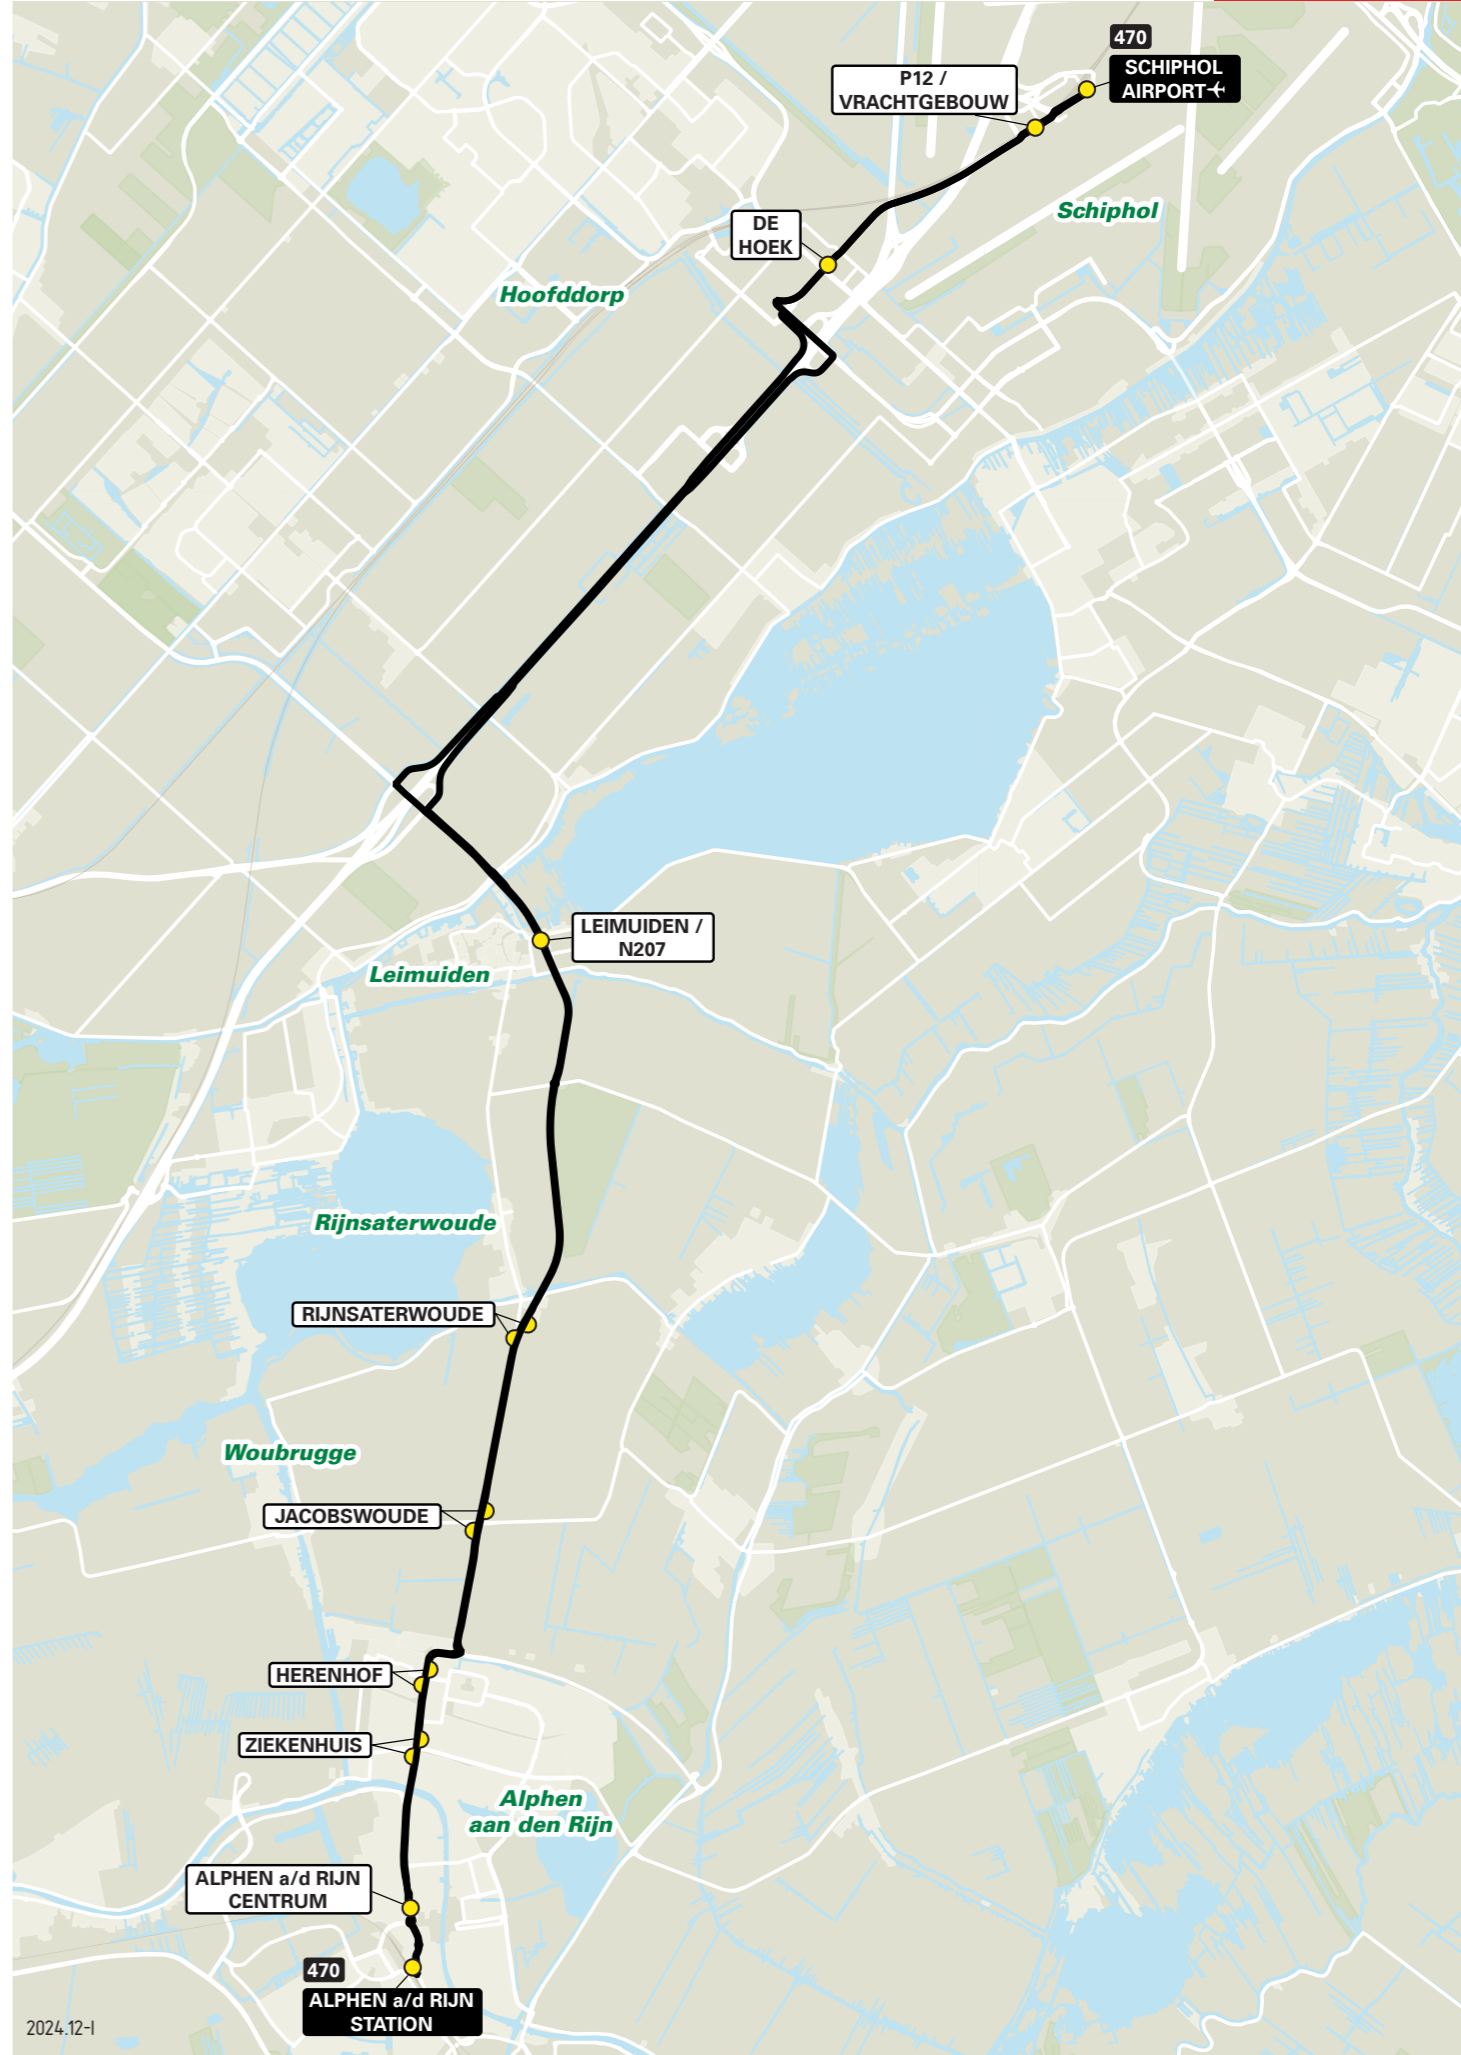 470
SCHIPHOL
AIRPORT
P12 /
VRACHTGEBOUW
Schiphol
DE
HOEK
Hoofddorp
LEIMUIDEN /
N207
Leimuiden
Rijnsaterwoude
RIJNSATERWOUDE
Woubrugge
JACOBSWOUDE
HERENHOF
ZIEKENHUIS
Alphen
aan den Rijn
ALPHEN a/d RIJN
CENTRUM
470
ALPHEN a/d RIJN
STATION
2024.12-I